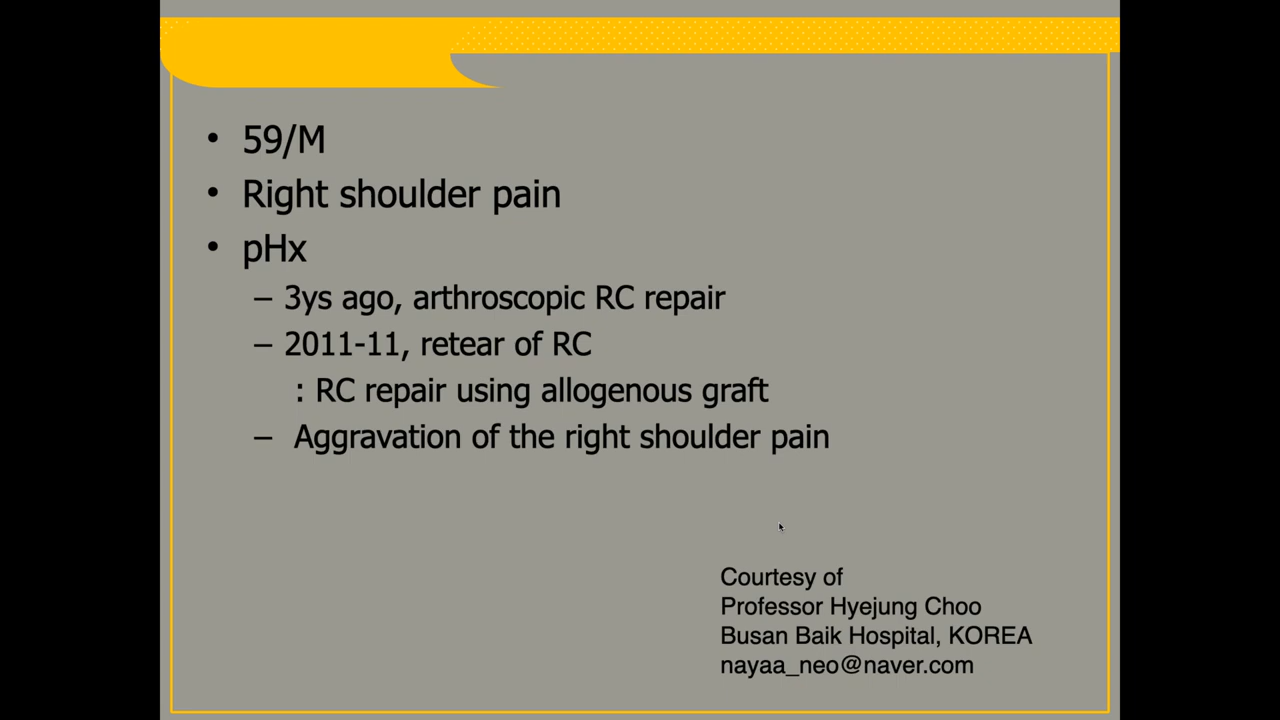 • 59/M
• Right shoulder pain
• pHx
– 3ys ago, arthroscopic RC repair
– 2011-11, retear of RC
: RC repair using allogenous graft
– Aggravation of the right shoulder pain
Courtesy of
Professor Hyejung Choo
Busan Baik Hospital, KOREA
nayaa_neo@naver.com